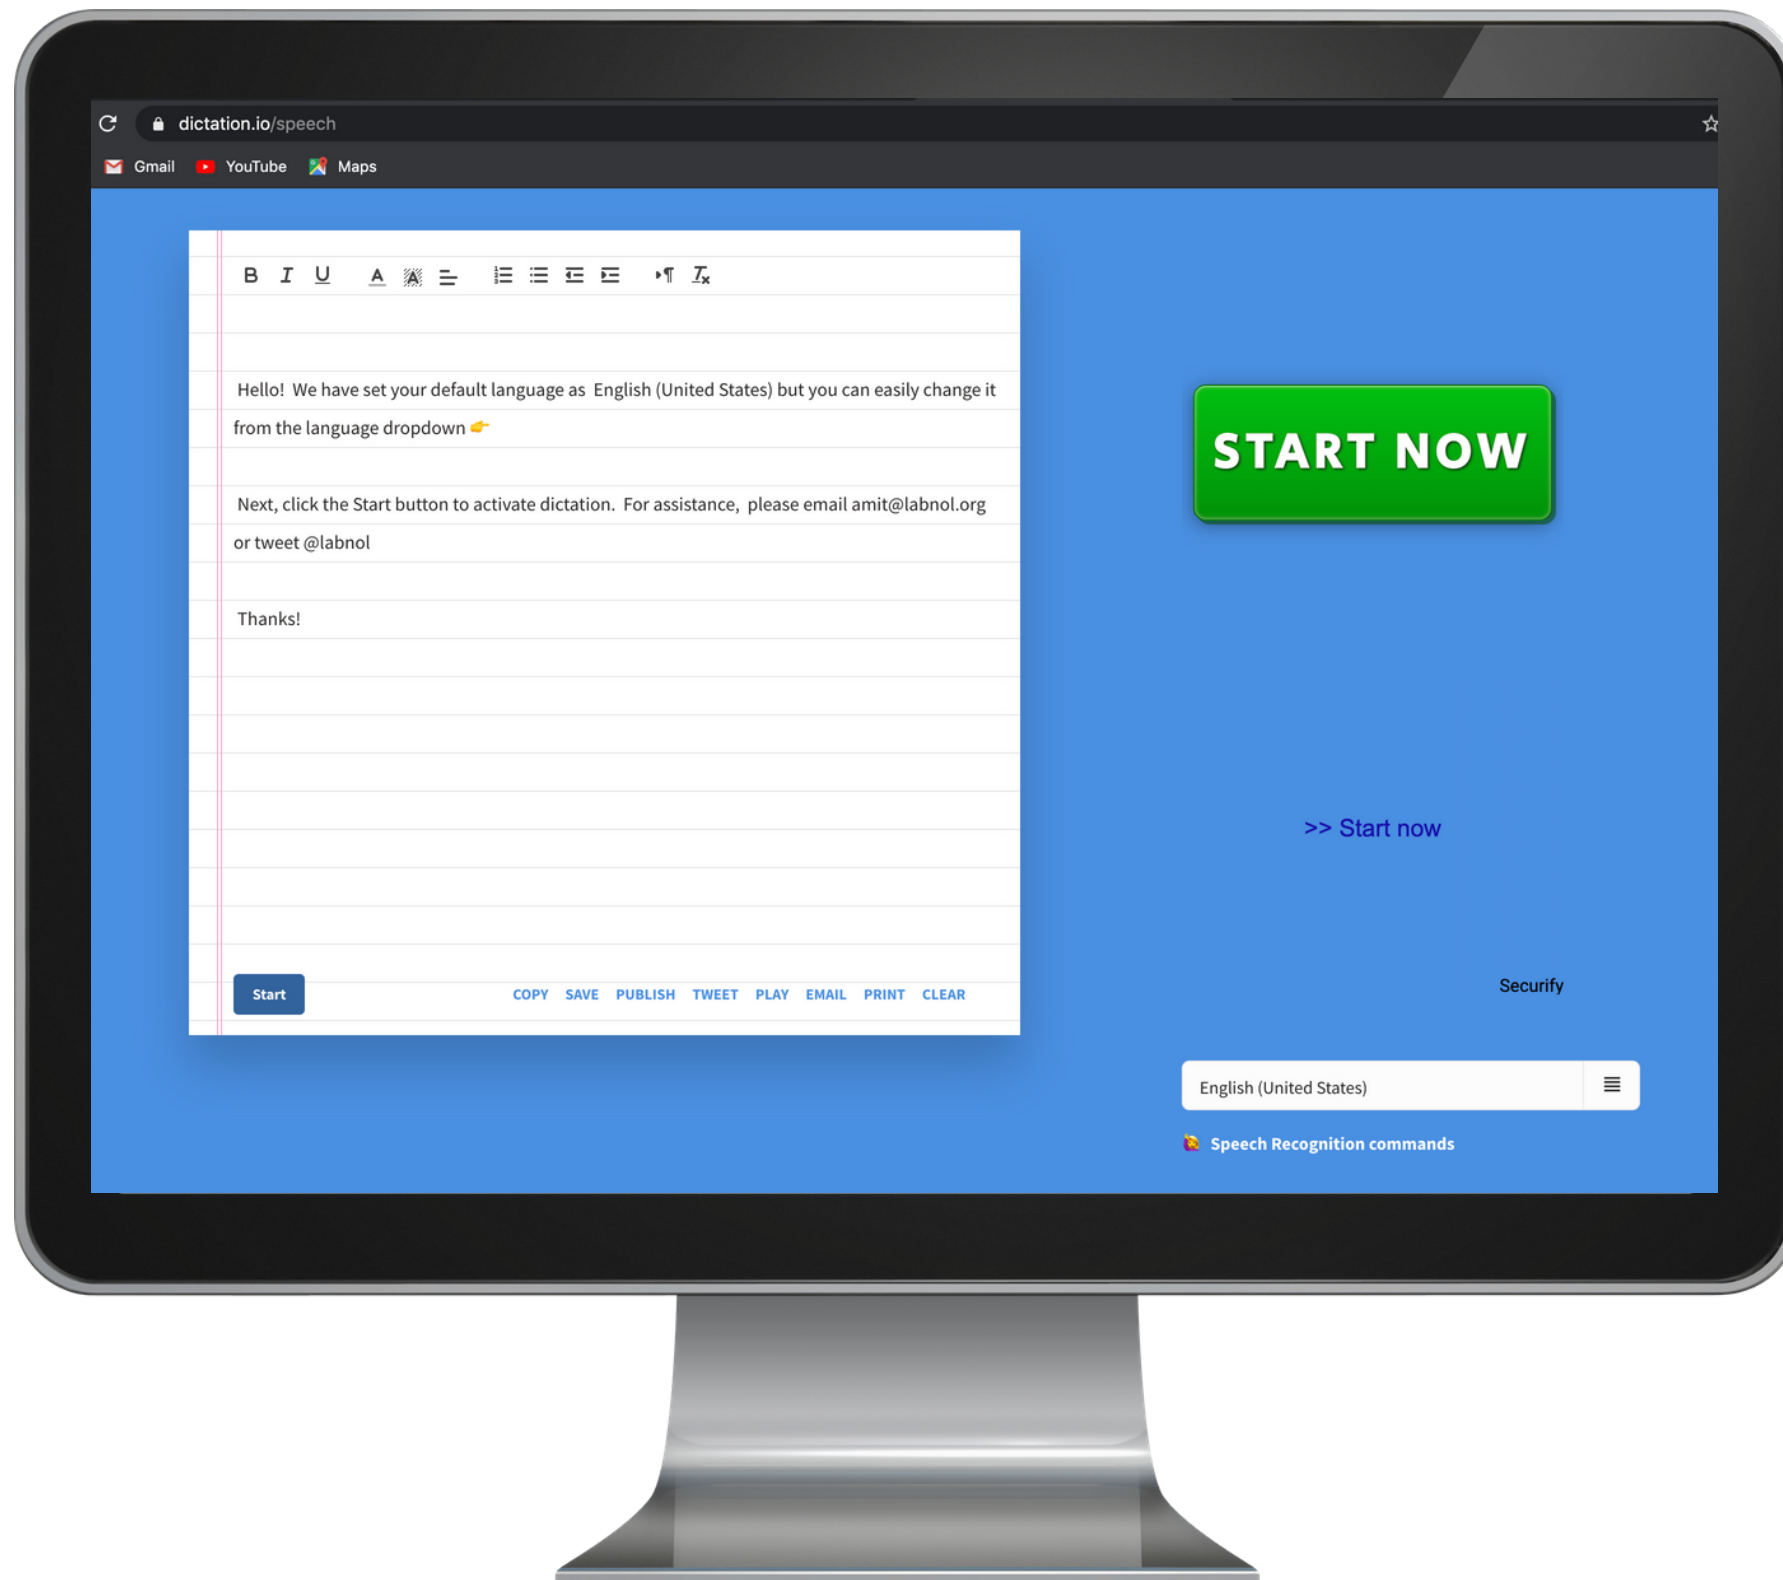 dictation.io/speech
Gmail YouTube Maps
B I U A A
Hello! We have set your default language as English (United States) but you can easily change it
from the language dropdown 👉
Next, click the Start button to activate dictation. For assistance, please email amit@labnol.org
or tweet @labnol
Thanks!
Start COPY SAVE PUBLISH TWEET PLAY EMAIL PRINT CLEAR
START NOW
>> Start now
Securify
English (United States)
Speech Recognition commands